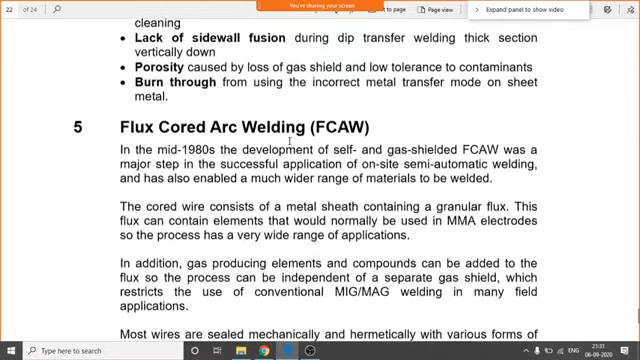 22 of 24
You're sharing your screen
to page
Page view
Expand panel to show video
cleaning
• Lack of sidewall fusion during dip transfer welding thick section
vertically down
• Porosity caused by loss of gas shield and low tolerance to contaminants
• Burn through from using the incorrect metal transfer mode on sheet
metal.
5 Flux Cored Arc Welding (FCAW)
In the mid-1980s the development of self- and gas-shielded FCAW was a
major step in the successful application of on-site semi-automatic welding,
and has also enabled a much wider range of materials to be welded.
The cored wire consists of a metal sheath containing a granular flux. This
flux can contain elements that would normally be used in MMA electrodes
so the process has a very wide range of applications.
In addition, gas producing elements and compounds can be added to the
flux so the process can be independent of a separate gas shield, which
restricts the use of conventional MIG/MAG welding in many field
applications.
Most wires are sealed mechanically and hermetically with various forms of
Type here to search
ENG
21:31
06-09-2020